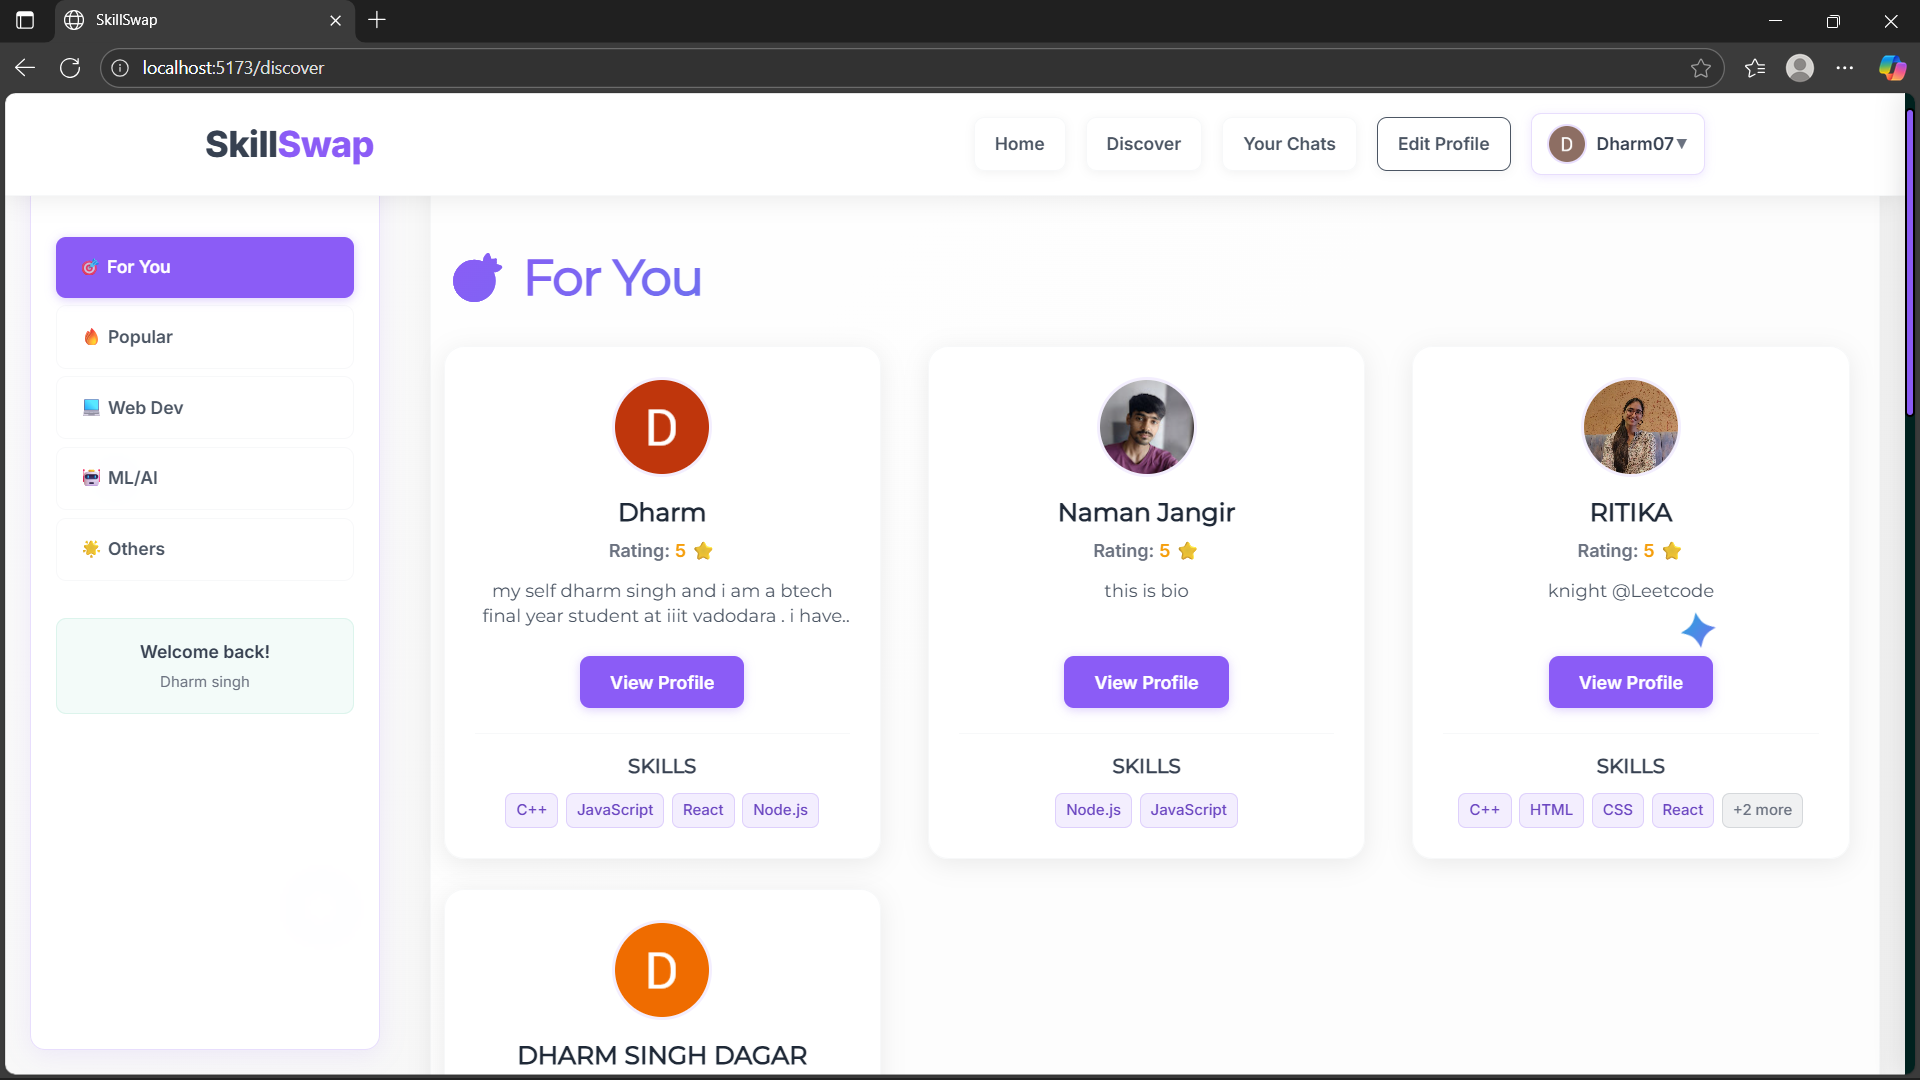 SkillSwap
localhost:5173/discover
SkillSwap
Home
Discover
Your Chats
Edit Profile
D
Dharm07▾
🎯 For You
🔥 Popular
💻 Web Dev
🤖 ML/AI
🌟 Others
Welcome back!
Dharm singh
For You
D
Dharm
Rating: 5 ⭐
my self dharm singh and i am a btech
final year student at iiit vadodara . i have..
View Profile
SKILLS
C++
JavaScript
React
Node.js
Naman Jangir
Rating: 5 ⭐
this is bio
View Profile
SKILLS
Node.js
JavaScript
RITIKA
Rating: 5 ⭐
knight @Leetcode
View Profile
SKILLS
C++
HTML
CSS
React
+2 more
D
DHARM SINGH DAGAR